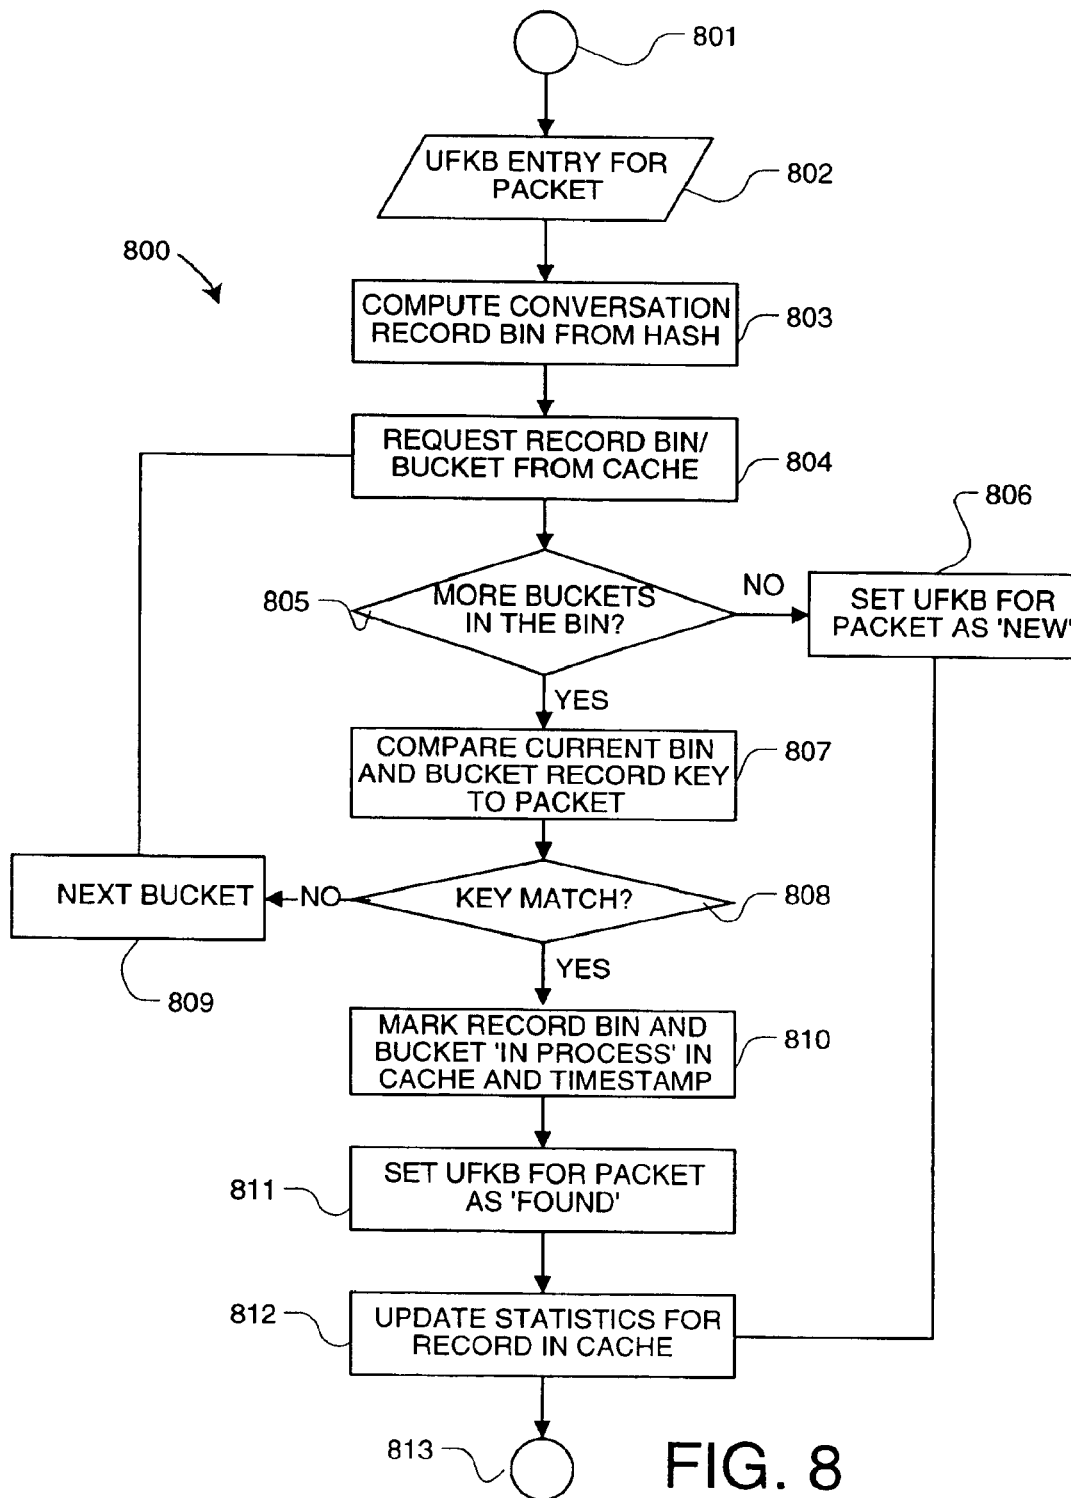 801
UFKB ENTRY FOR
PACKET
802
800
COMPUTE CONVERSATION
RECORD BIN FROM HASH
803
REQUEST RECORD BIN/
BUCKET FROM CACHE
804
806
805
MORE BUCKETS
IN THE BIN?
NO
SET UFKB FOR
PACKET AS 'NEW'
YES
COMPARE CURRENT BIN
AND BUCKET RECORD KEY
TO PACKET
807
NEXT BUCKET
NO
KEY MATCH?
808
809
YES
MARK RECORD BIN AND
BUCKET 'IN PROCESS' IN
CACHE AND TIMESTAMP
810
811
SET UFKB FOR PACKET
AS 'FOUND'
812
UPDATE STATISTICS FOR
RECORD IN CACHE
813
FIG. 8